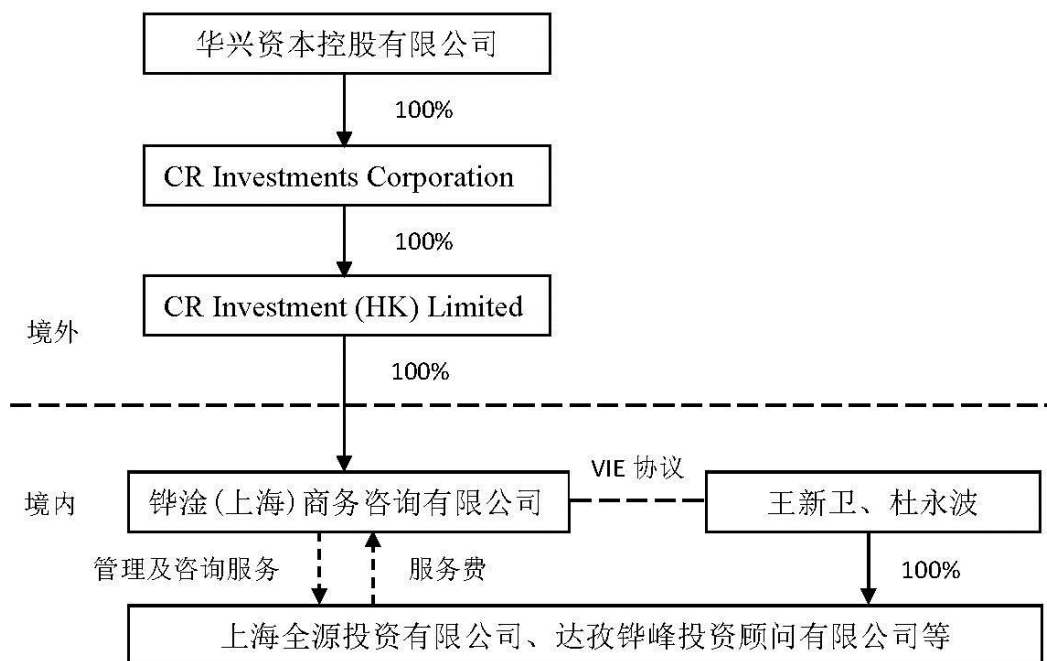 华兴资本控股有限公司
100%
CR Investments Corporation
100%
CR Investment (HK) Limited
境外
100%
VIE 协议
境内
铧淦(上海)商务咨询有限公司
王新卫、杜永波
管理及咨询服务
服务费
100%
上海全源投资有限公司、达孜铧峰投资顾问有限公司等